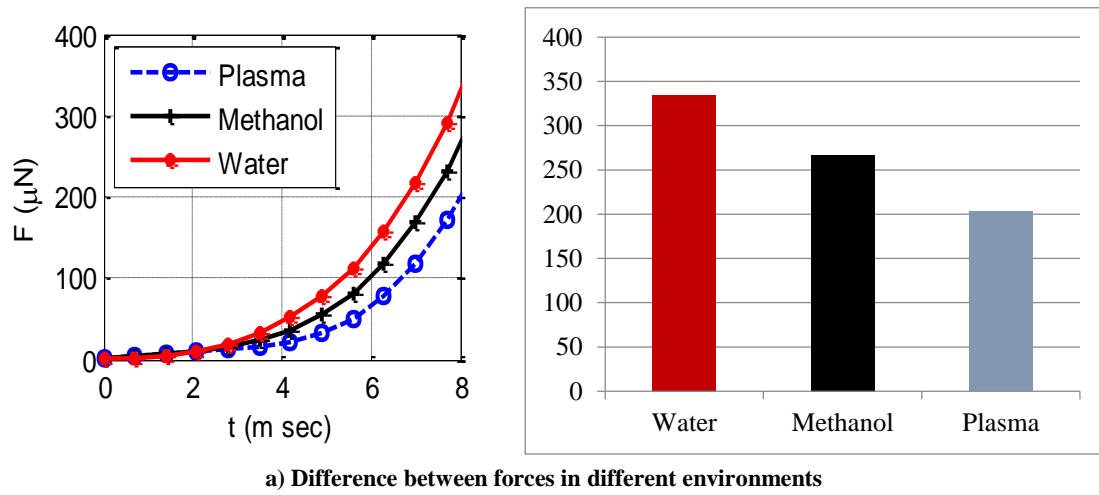 400
300
200
100
0
F (μN)
Plasma
Methanol
Water
0 2 4 6 8
t (m sec)
400
350
300
250
200
150
100
50
0
Water Methanol Plasma
a) Difference between forces in different environments